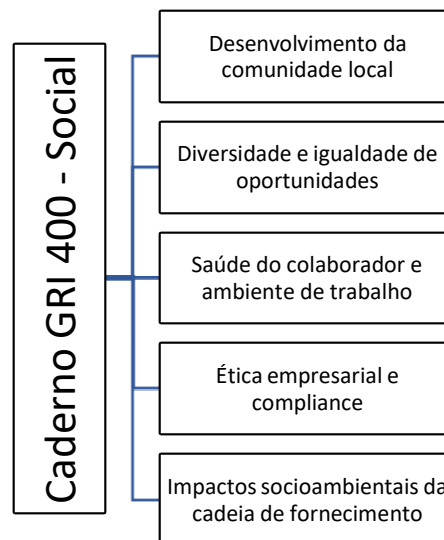 Caderno GRI 400 - Social
Desenvolvimento da
comunidade local
Diversidade e igualdade de
oportunidades
Saúde do colaborador e
ambiente de trabalho
Ética empresarial e
compliance
Impactos socioambientais da
cadeia de fornecimento